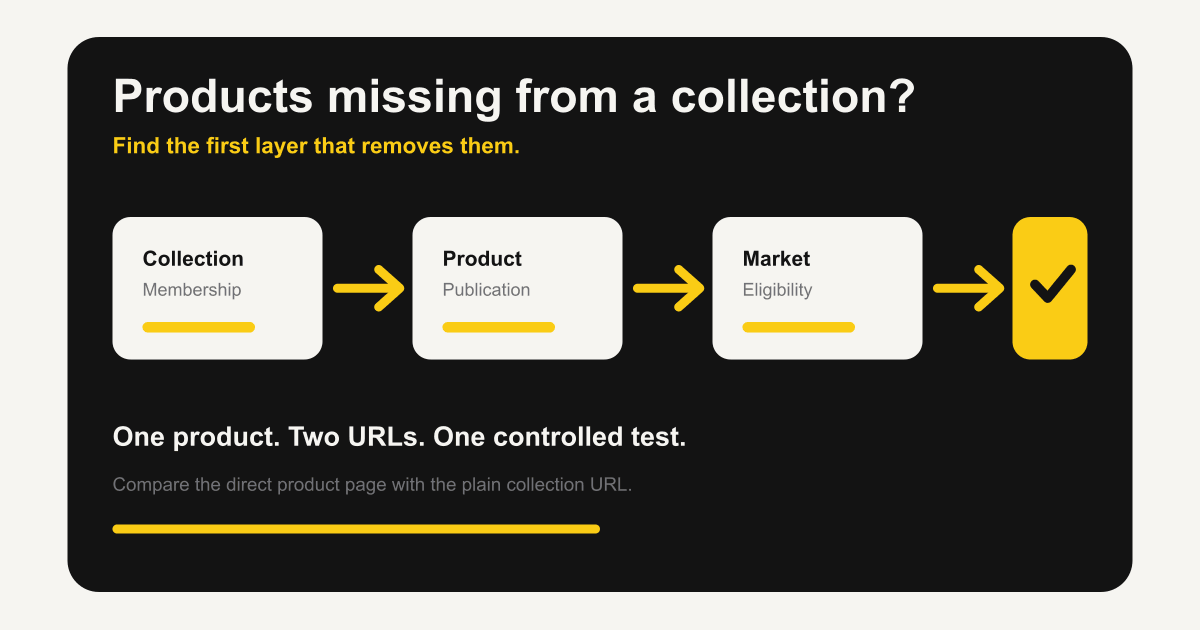 Products missing from a collection?
Find the first layer that removes them.
Collection
Membership
Product
Publication
Market
Eligibility
One product. Two URLs. One controlled test.
Compare the direct product page with the plain collection URL.